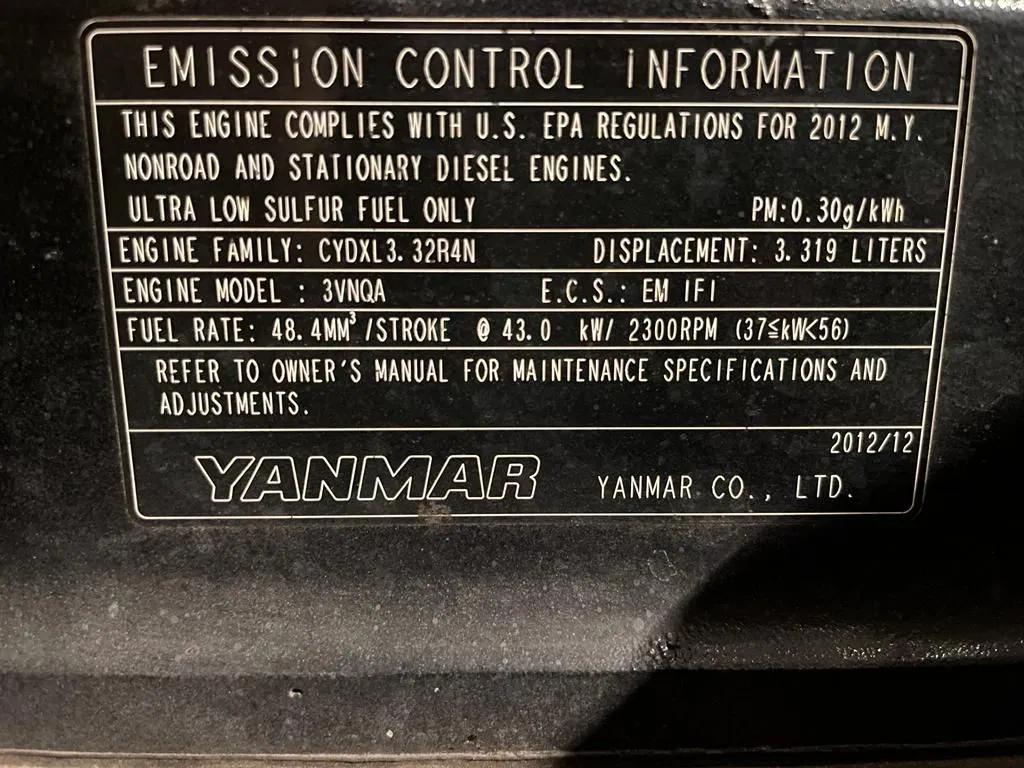 EMISSION CONTROL INFORMATION
THIS ENGINE COMPLIES WITH U.S. EPA REGULATIONS FOR 2012 M.Y.
NONROAD AND STATIONARY DIESEL ENGINES.
ULTRA LOW SULFUR FUEL ONLY PM:0.30g/kWh
ENGINE FAMILY: CYDXL3.32R4N DISPLACEMENT: 3.319 LITERS
ENGINE MODEL : 3VNQA E.C.S.: EM IFI
FUEL RATE: 48.4MM³/STROKE @ 43.0 kW/ 2300RPM (37≦kW<56)
REFER TO OWNER'S MANUAL FOR MAINTENANCE SPECIFICATIONS AND
ADJUSTMENTS.
2012/12
YANMAR YANMAR CO., LTD.